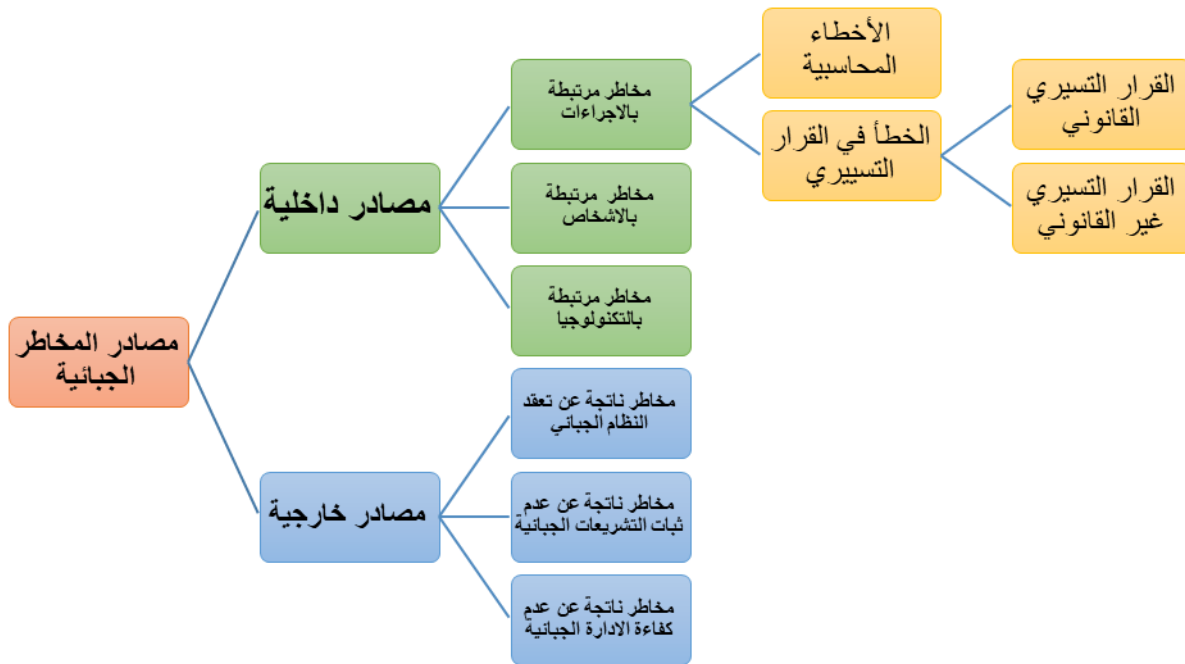 مصادر المخاطر
الجبائية
مصادر داخلية
مخاطر مرتبطة
بالاجراءات
الأخطاء
المحاسبية
الخطأ في القرار
التسييري
القرار التسيري
القانوني
القرار التسيري
غير القانوني
مخاطر مرتبطة
بالاشخاص
مخاطر مرتبطة
بالتكنولوجيا
مصادر خارجية
مخاطر ناتجة عن تعقد
النظام الجبائي
مخاطر ناتجة عن عدم
ثبات التشريعات الجبائية
مخاطر ناتجة عن عدم
كفاءة الادارة الجبائية